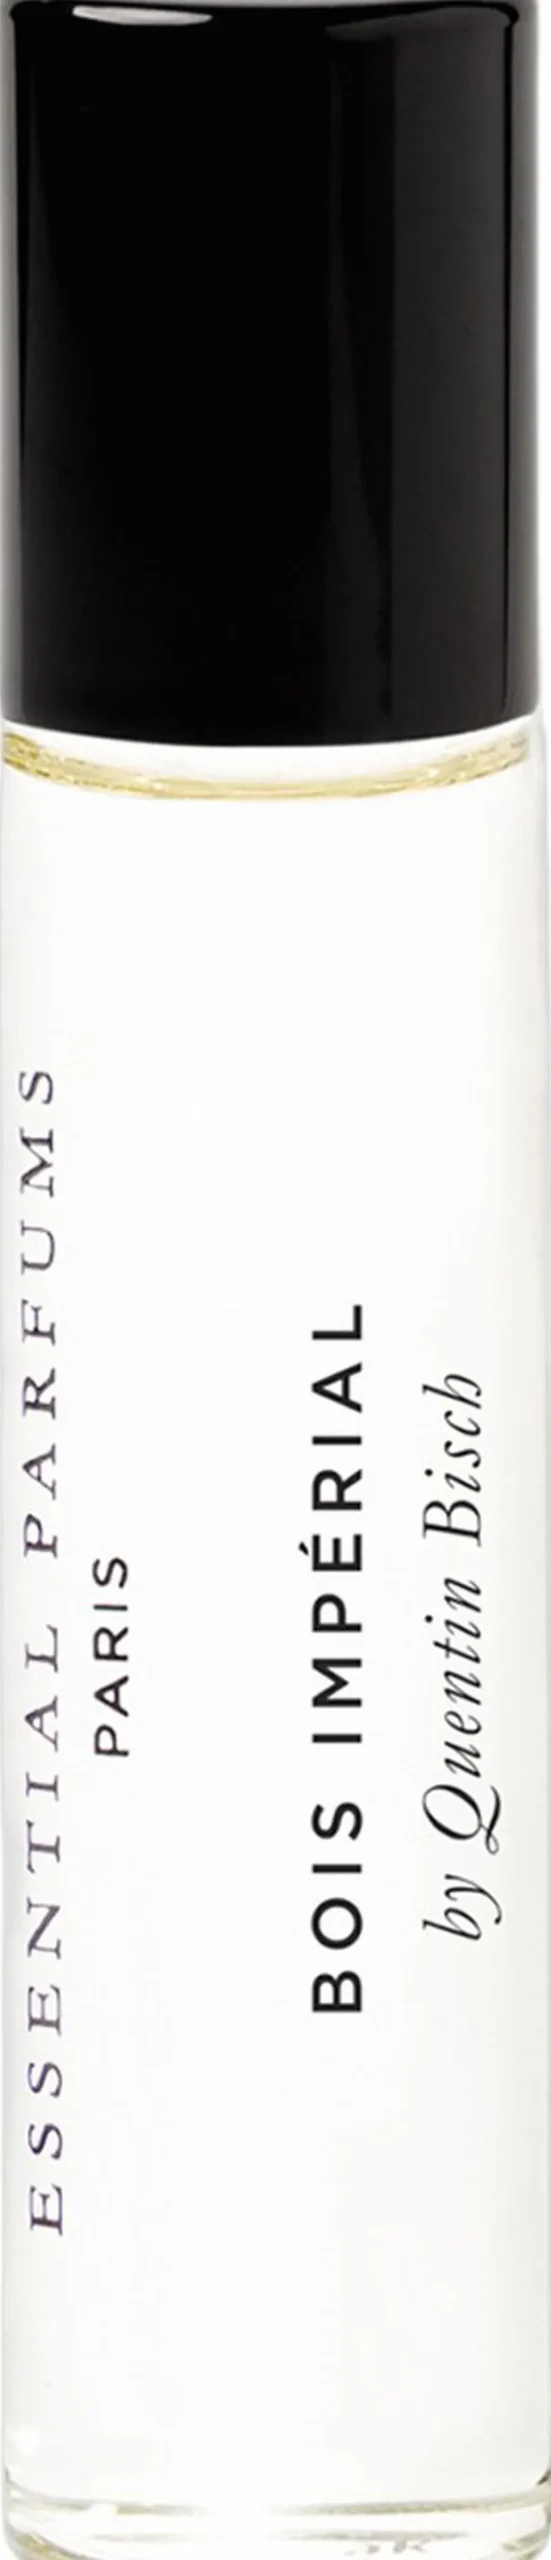 ESSENTIAL PARFUMS
PARIS
BOIS IMPÉRIAL
by Quentin Bisch